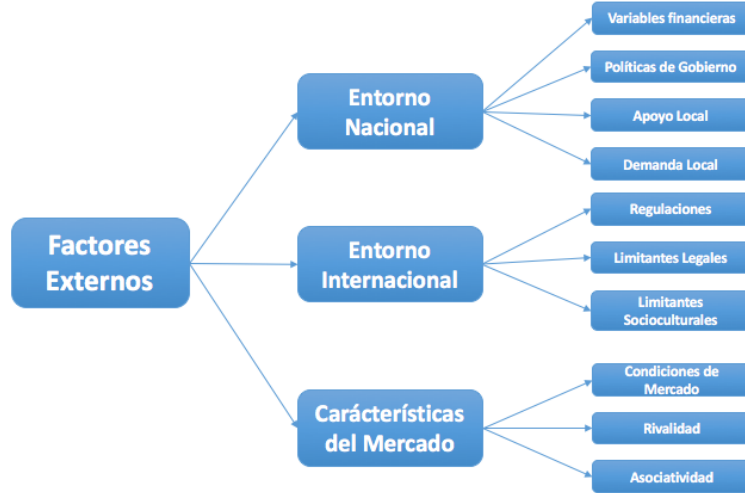 Factores
Externos
Entorno
Nacional
Variables financieras
Políticas de Gobierno
Apoyo Local
Demanda Local
Entorno
Internacional
Regulaciones
Limitantes Legales
Limitantes
Socioculturales
Carácterísticas
del Mercado
Condiciones de
Mercado
Rivalidad
Asociatividad